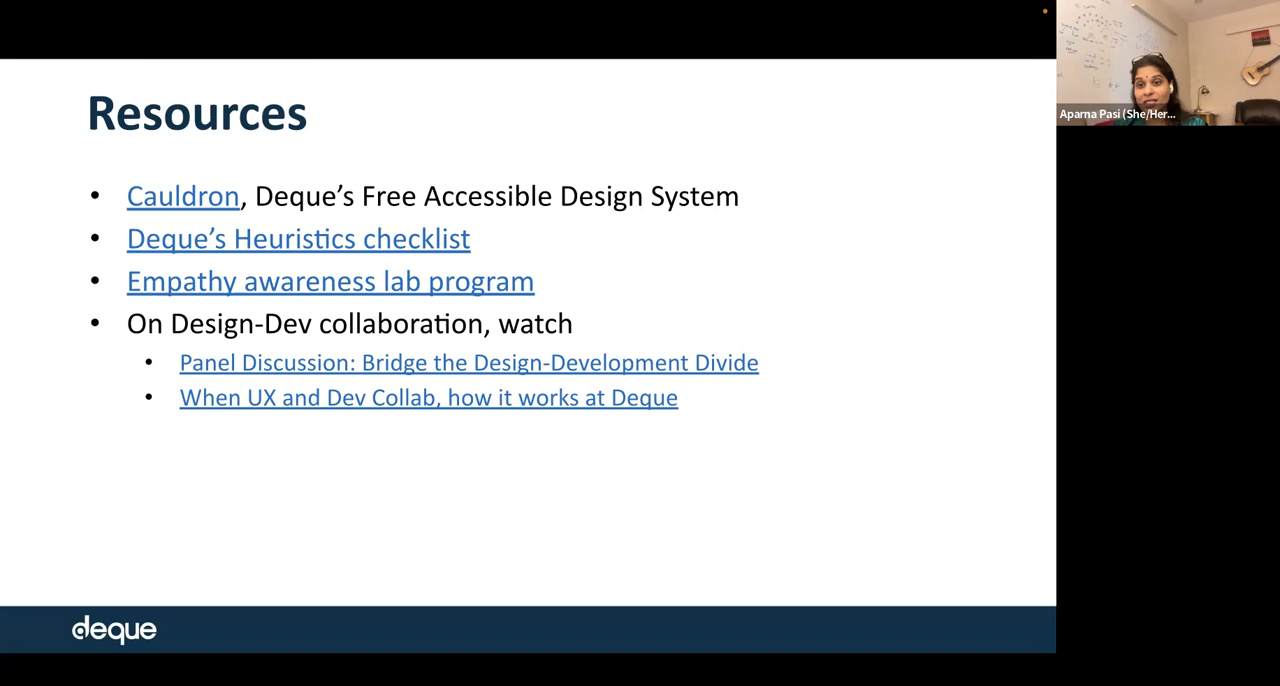 Resources
• Cauldron, Deque’s Free Accessible Design System
• Deque’s Heuristics checklist
• Empathy awareness lab program
• On Design-Dev collaboration, watch
• Panel Discussion: Bridge the Design-Development Divide
• When UX and Dev Collab, how it works at Deque
deque
Aparna Pasi (She/Her...